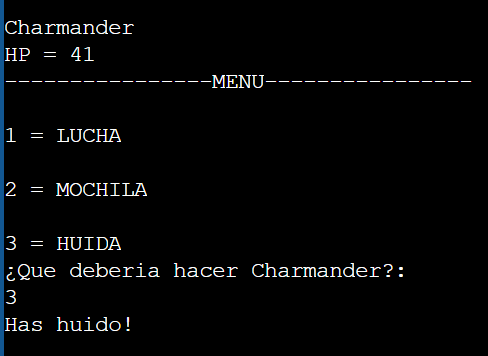 Charmander
HP = 41
----------------MENU----------------
1 = LUCHA
2 = MOCHILA
3 = HUIDA
¿Que deberia hacer Charmander?:
3
Has huido!